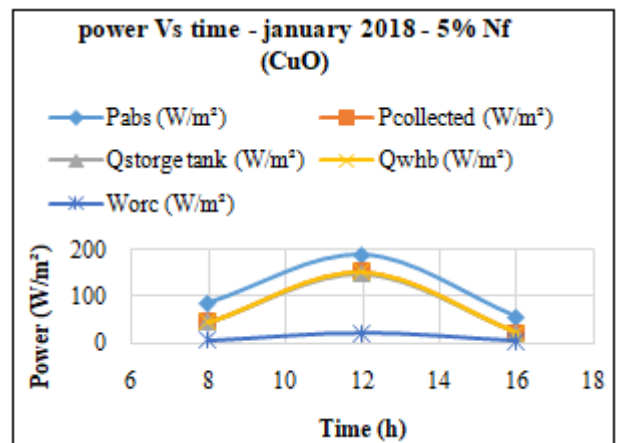 power Vs time - january 2018 - 5% Nf
(CuO)
Pabs (W/m²) Pcollected (W/m²)
Qstorge tank (W/m²) Qwhb (W/m²)
Worc (W/m²)
Power (W/m²)
200
100
0
6 8 10 12 14 16 18
Time (h)